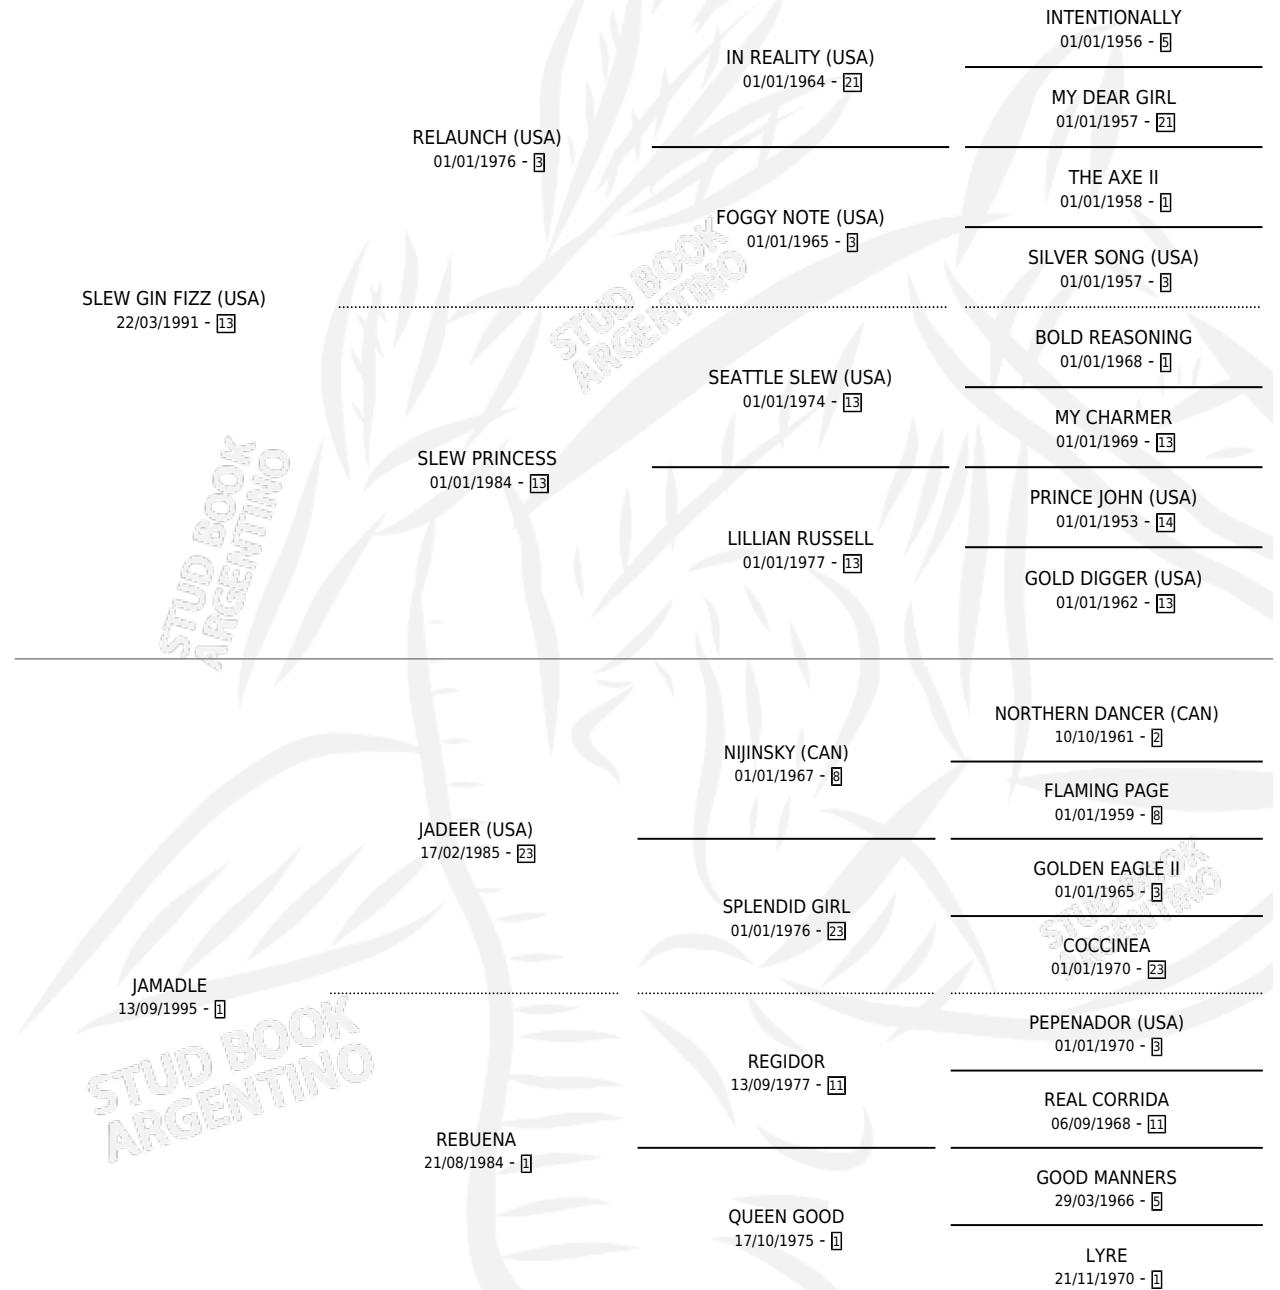 INTENTIONALLY
01/01/1956 - 5
IN REALITY (USA)
01/01/1964 - 21
MY DEAR GIRL
01/01/1957 - 21
RELAUNCH (USA)
01/01/1976 - 3
THE AXE II
01/01/1958 - 1
FOGGY NOTE (USA)
01/01/1965 - 3
SILVER SONG (USA)
01/01/1957 - 3
SLEW GIN FIZZ (USA)
22/03/1991 - 13
STUD BOOK
ARGENTINO
BOLD REASONING
01/01/1968 - 1
SEATTLE SLEW (USA)
01/01/1974 - 13
MY CHARMER
01/01/1969 - 13
SLEW PRINCESS
01/01/1984 - 13
PRINCE JOHN (USA)
01/01/1953 - 14
LILLIAN RUSSELL
01/01/1977 - 13
GOLD DIGGER (USA)
01/01/1962 - 13
STUD BOOK
ARGENTINO
NORTHERN DANCER (CAN)
10/10/1961 - 2
NIJINSKY (CAN)
01/01/1967 - 8
FLAMING PAGE
01/01/1959 - 8
JADEER (USA)
17/02/1985 - 23
GOLDEN EAGLE II
01/01/1965 - 3
SPLENDID GIRL
01/01/1976 - 23
STUD BOOK
ARGENTINO
COCCINEA
01/01/1970 - 23
JAMADLE
13/09/1995 - 1
STUD BOOK
ARGENTINO
PEPENADOR (USA)
01/01/1970 - 3
REGIDOR
13/09/1977 - 11
REAL CORRIDA
06/09/1968 - 11
REBUENA
21/08/1984 - 1
GOOD MANNERS
29/03/1966 - 5
QUEEN GOOD
17/10/1975 - 1
LYRE
21/11/1970 - 1